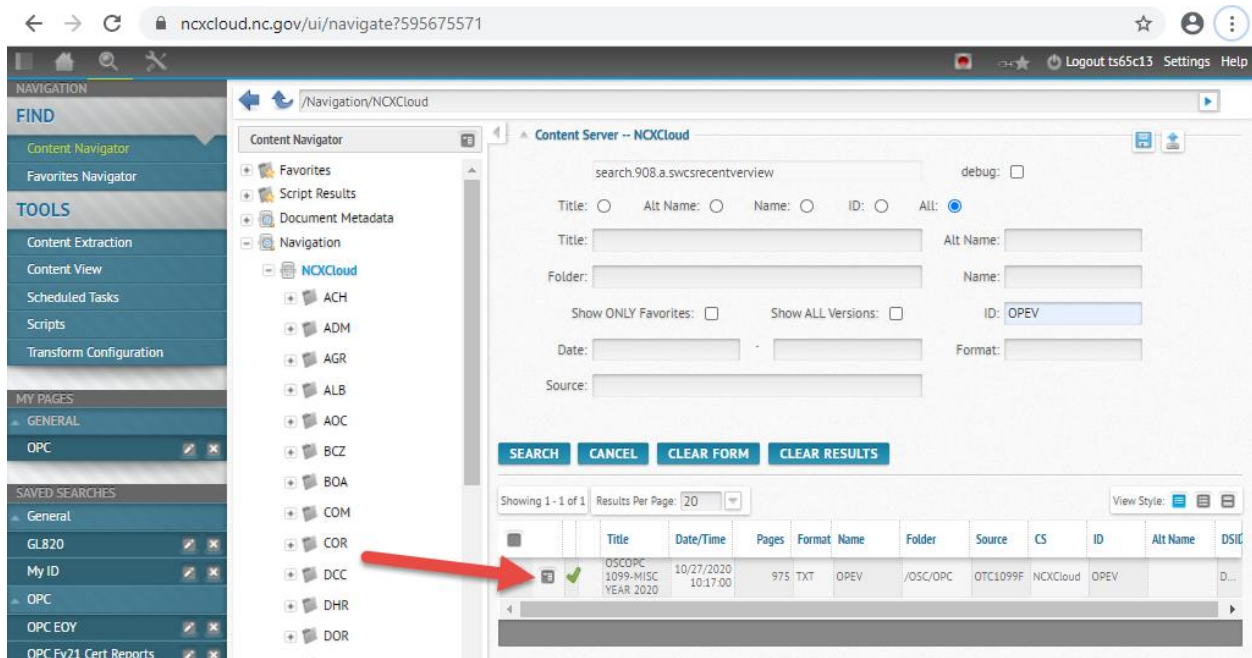 ncxcloud.nc.gov/ui/navigate?595675571
Logout ts65c13 Settings Help
NAVIGATION
FIND
Content Navigator
Favorites Navigator
TOOLS
Content Extraction
Content View
Scheduled Tasks
Scripts
Transform Configuration
MY PAGES
GENERAL
OPC
SAVED SEARCHES
General
GL820
My ID
OPC
OPC EOY
OPC Fy21 Cert Reports
/Navigation/NCXCloud
Content Navigator
Favorites
Script Results
Document Metadata
Navigation
NCXCloud
ACH
ADM
AGR
ALB
AOC
BCZ
BOA
COM
COR
DCC
DHR
DOR
Content Server -- NCXCloud
search.908.a.swcsrecentverview debug:
Title: Alt Name: Name: ID: All:
Title: Alt Name:
Folder: Name:
Show ONLY Favorites: Show ALL Versions: ID: OPEV
Date: - Format:
Source:
SEARCH CANCEL CLEAR FORM CLEAR RESULTS
Showing 1 - 1 of 1 Results Per Page: 20 View Style:
Title Date/Time Pages Format Name Folder Source CS ID Alt Name DSID
OSCOPC 1099-MISC YEAR 2020 10/27/2020 10:17:00 975 TXT OPEV /OSC/OPC OTC1099F NCXCloud OPEV D...